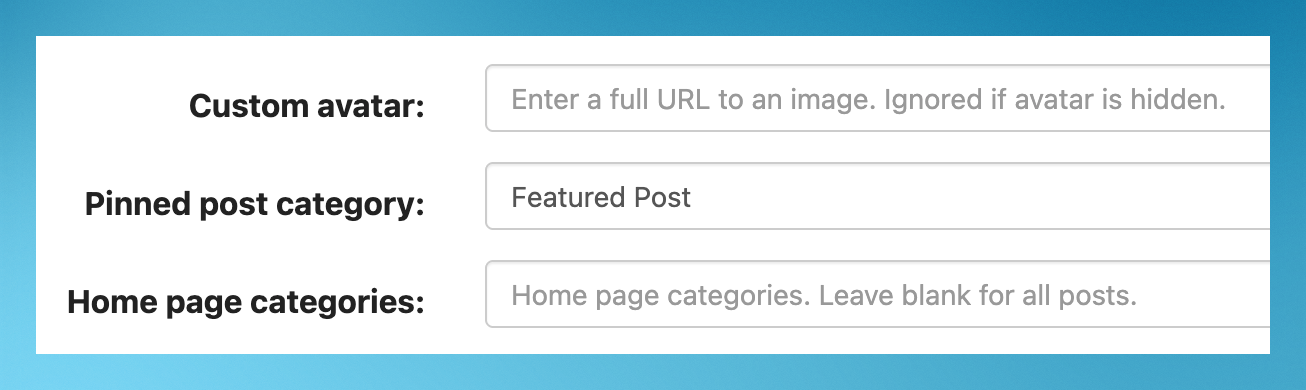 Custom avatar:
Enter a full URL to an image. Ignored if avatar is hidden.
Pinned post category:
Featured Post
Home page categories:
Home page categories. Leave blank for all posts.